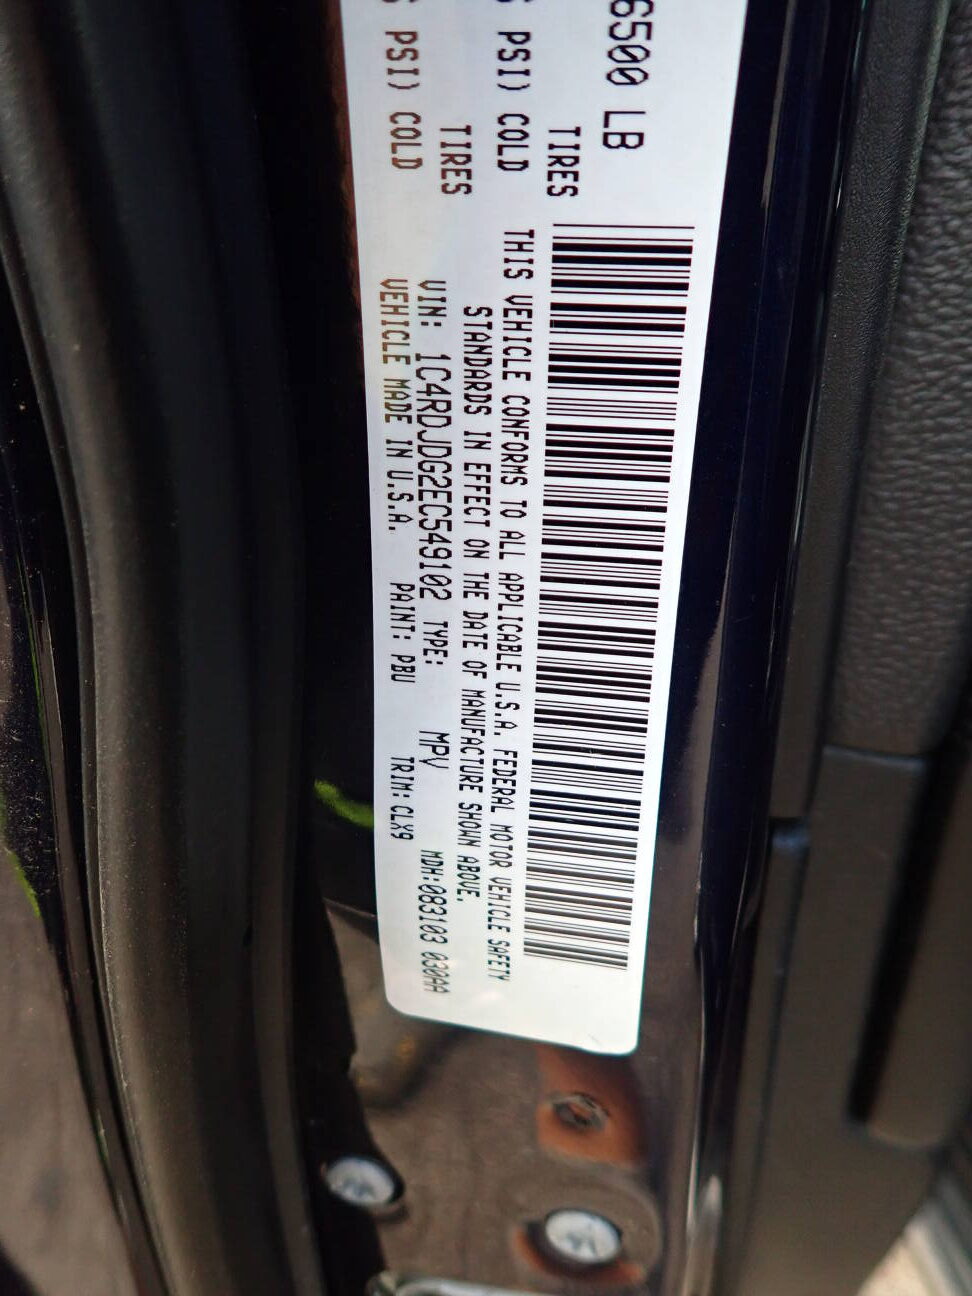 6500 LB
TIRES
PSI) COLD
TIRES
PSI) COLD
THIS VEHICLE CONFORMS TO ALL APPLICABLE U.S.A. FEDERAL MOTOR VEHICLE SAFETY
STANDARDS IN EFFECT ON THE DATE OF MANUFACTURE SHOWN ABOVE.
VIN: 1C4RDJDG2EC549102 TYPE: MPV MDH:083103 030AA
VEHICLE MADE IN U.S.A. PAINT: PBU TRIM: CLX9